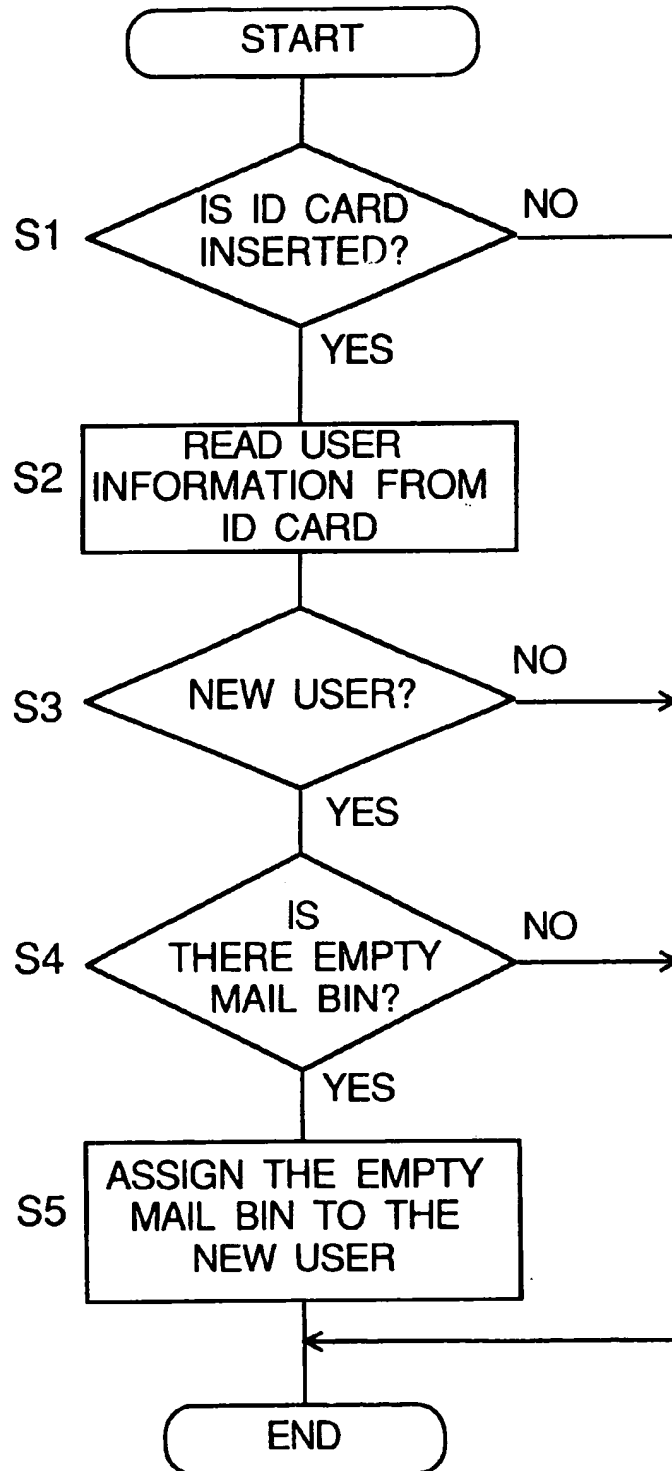 START
S1
IS ID CARD
INSERTED?
NO
YES
S2
READ USER
INFORMATION FROM
ID CARD
S3
NEW USER?
NO
YES
S4
IS
THERE EMPTY
MAIL BIN?
NO
YES
S5
ASSIGN THE EMPTY
MAIL BIN TO THE
NEW USER
END